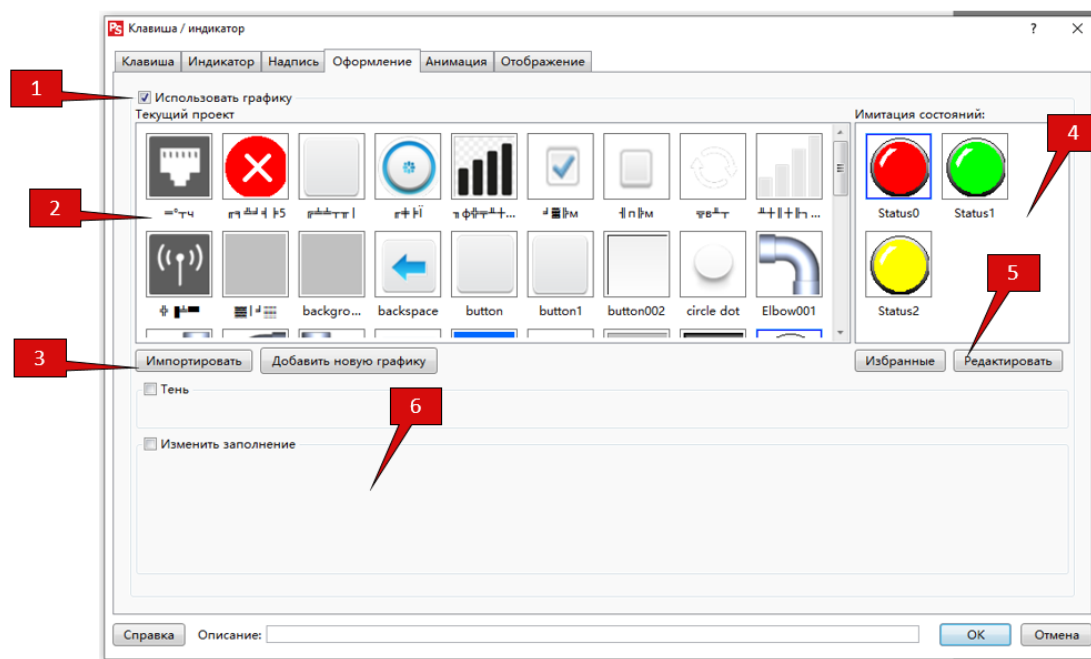 PS Клавиша / индикатор ?
Клавиша Индикатор Надпись Оформление Анимация Отображение
1
Использовать графику
Текущий проект
Имитация состояний:
4
2
Status0 Status1
5
backgro... backspace button button1 button002 circle dot Elbow001
Status2
3
Импортировать Добавить новую графику
Избранные Редактировать
Тень
6
Изменить заполнение
Справка Описание: OK Отмена